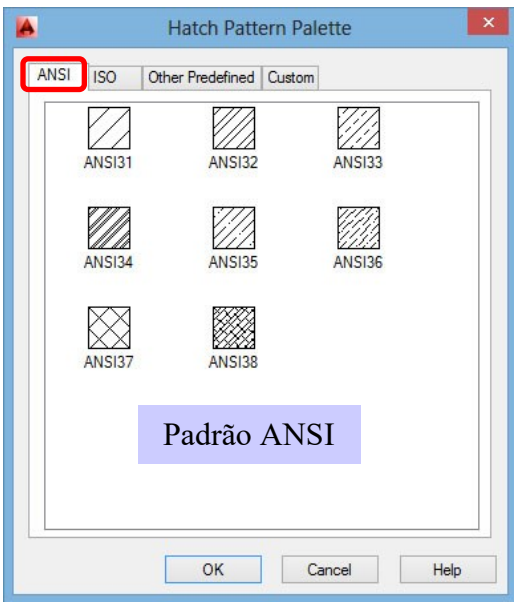 Hatch Pattern Palette
ANSI ISO Other Predefined Custom
ANSI31 ANSI32 ANSI33
ANSI34 ANSI35 ANSI36
ANSI37 ANSI38
Padrão ANSI
OK Cancel Help